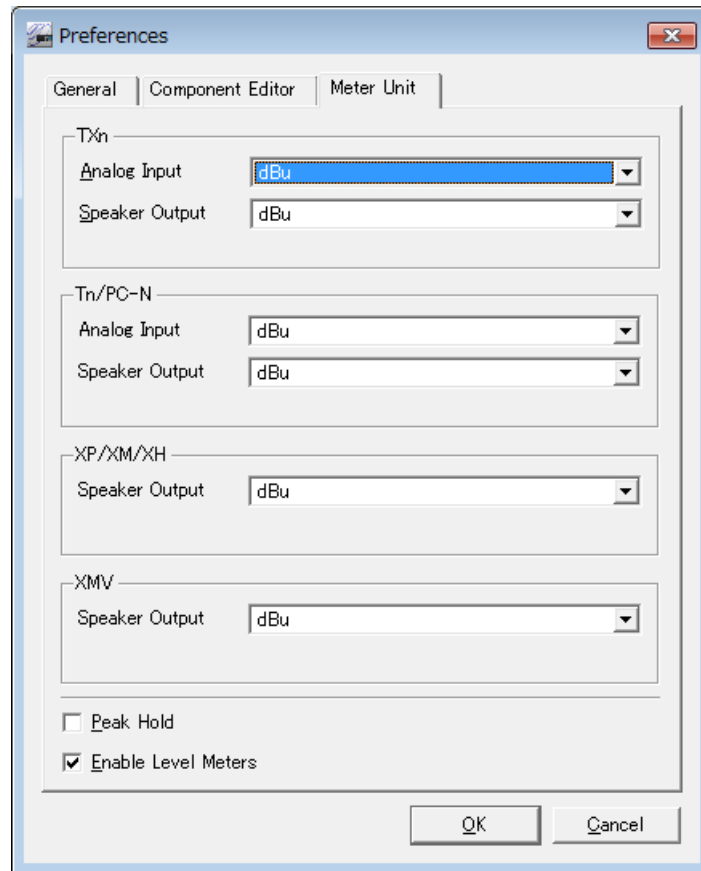 Preferences
General Component Editor Meter Unit
TXn
Analog Input dBu
Speaker Output dBu
Tn/PC-N
Analog Input dBu
Speaker Output dBu
XP/XM/XH
Speaker Output dBu
XMV
Speaker Output dBu
Peak Hold
Enable Level Meters
OK Cancel